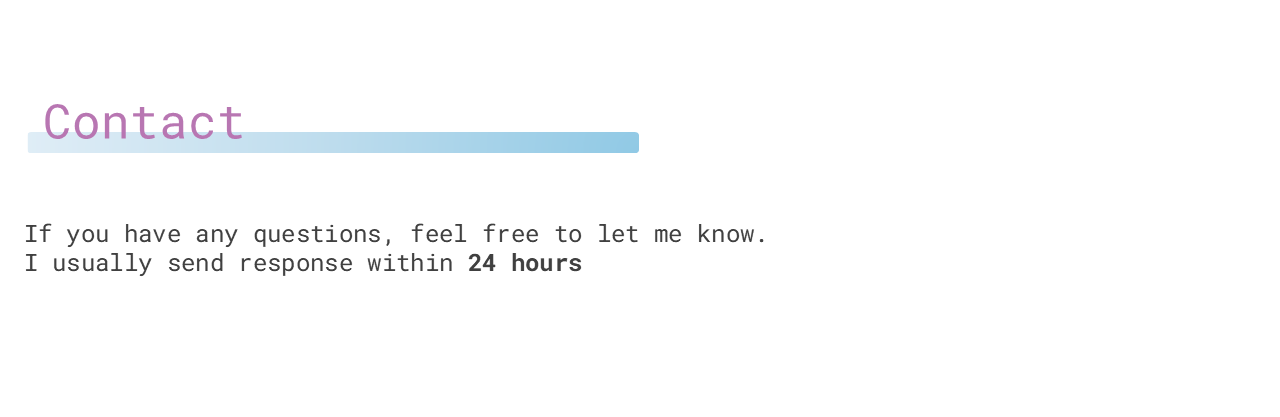 Contact
If you have any questions, feel free to let me know.
I usually send response within 24 hours